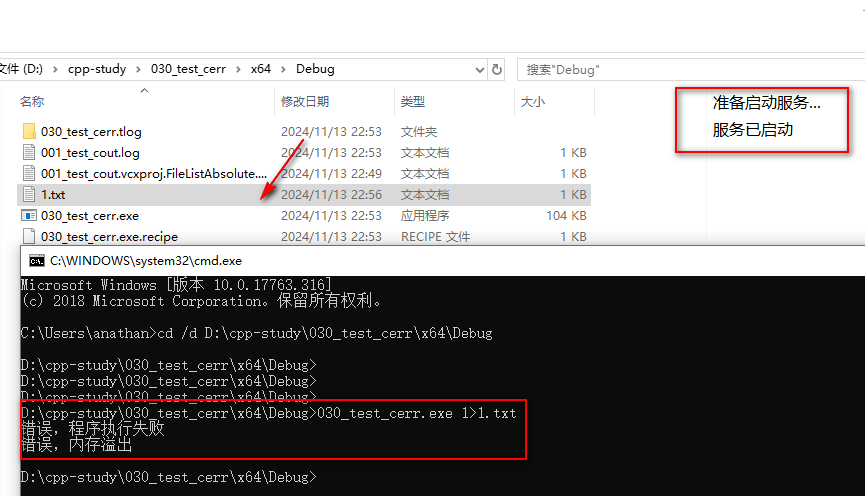 文件 (D:) › cpp-study › 030_test_cerr › x64 › Debug
搜索"Debug"
名称 修改日期 类型 大小
030_test_cerr.tlog 2024/11/13 22:53 文件夹
001_test_cout.log 2024/11/13 22:53 文本文档 1 KB
001_test_cout.vcxproj.FileListAbsolute.... 2024/11/13 22:49 文本文档 1 KB
1.txt 2024/11/13 22:56 文本文档 1 KB
030_test_cerr.exe 2024/11/13 22:53 应用程序 104 KB
030_test_cerr.exe.recipe 2024/11/13 22:53 RECIPE 文件 1 KB
准备启动服务...
服务已启动
C:\WINDOWS\system32\cmd.exe
Microsoft Windows [版本 10.0.17763.316]
(c) 2018 Microsoft Corporation。保留所有权利。
C:\Users\anathan>cd /d D:\cpp-study\030_test_cerr\x64\Debug
D:\cpp-study\030_test_cerr\x64\Debug>
D:\cpp-study\030_test_cerr\x64\Debug>
D:\cpp-study\030_test_cerr\x64\Debug>
D:\cpp-study\030_test_cerr\x64\Debug>030_test_cerr.exe 1>1.txt
错误，程序执行失败
错误，内存溢出
D:\cpp-study\030_test_cerr\x64\Debug>